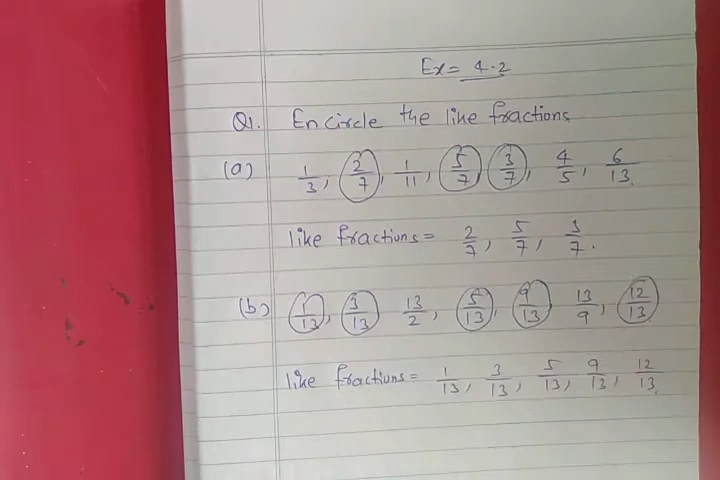 Ex= 4.2
Q1. Encircle the like fractions
(a) 1/3, 2/7, 1/11, 5/7, 3/7, 4/5, 6/13.
like fractions = 2/7, 5/7, 3/7.
(b) 1/13, 3/13 13/2, 5/13, 9/13 13/9, 12/13
like fractions = 1/13, 3/13, 5/13, 9/13, 12/13.